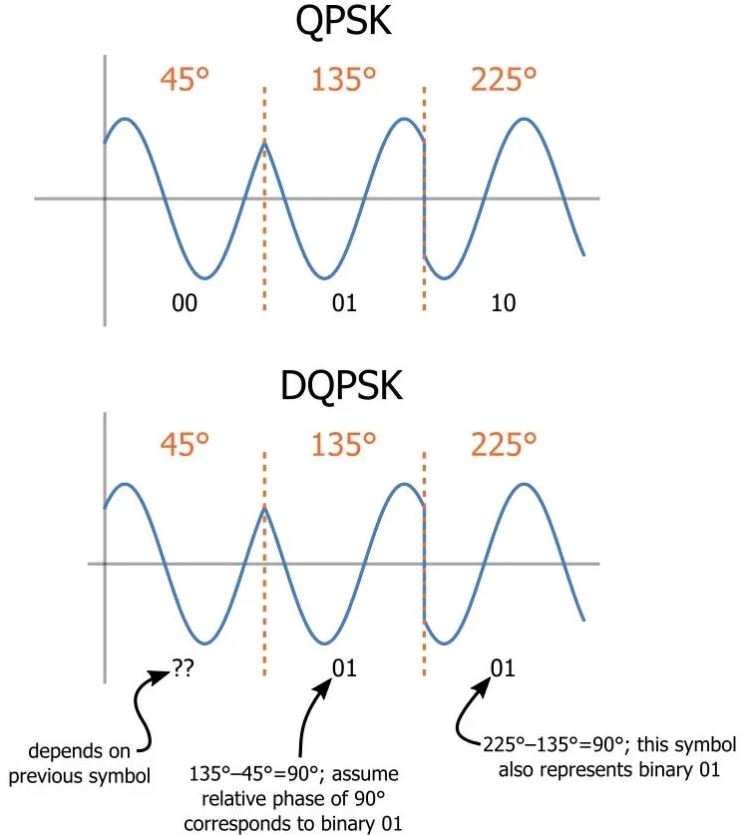 QPSK
45° 135° 225°
00 01 10
DQPSK
45° 135° 225°
?? 01 01
depends on
previous symbol
135°–45°=90°; assume
relative phase of 90°
corresponds to binary 01
225°–135°=90°; this symbol
also represents binary 01